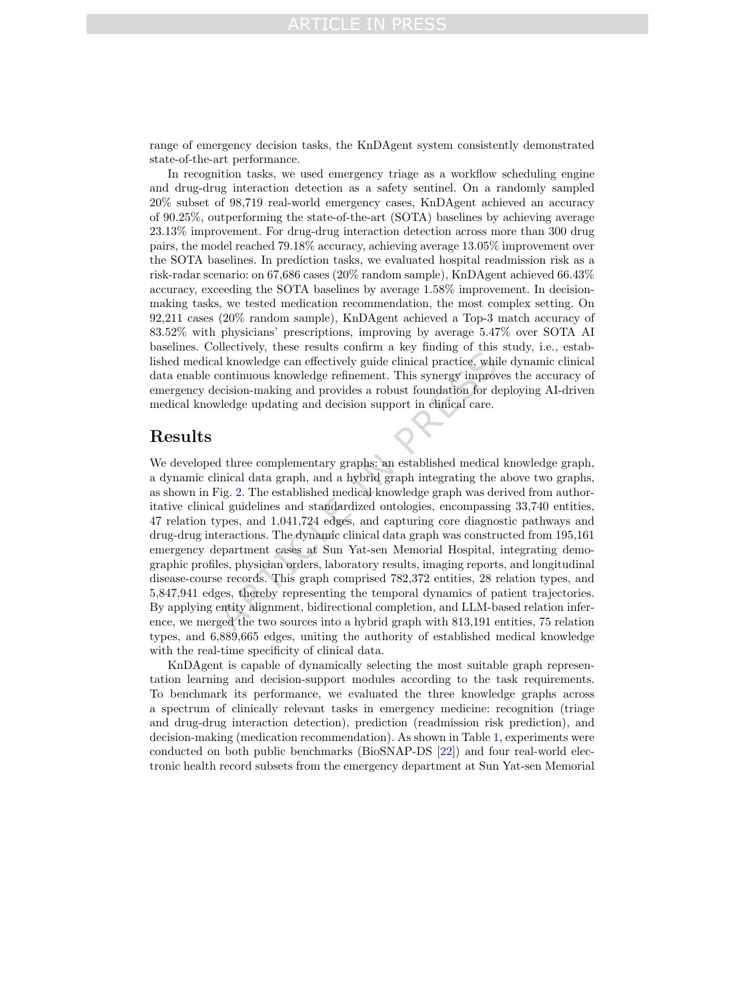 ARTICLE IN PRESS
range of emergency decision tasks, the KnDAgent system consistently demonstrated
state-of-the-art performance.
In recognition tasks, we used emergency triage as a workflow scheduling engine
and drug-drug interaction detection as a safety sentinel. On a randomly sampled
20% subset of 98,719 real-world emergency cases, KnDAgent achieved an accuracy
of 90.25%, outperforming the state-of-the-art (SOTA) baselines by achieving average
23.13% improvement. For drug-drug interaction detection across more than 300 drug
pairs, the model reached 79.18% accuracy, achieving average 13.05% improvement over
the SOTA baselines. In prediction tasks, we evaluated hospital readmission risk as a
risk-radar scenario: on 67,686 cases (20% random sample), KnDAgent achieved 66.43%
accuracy, exceeding the SOTA baselines by average 1.58% improvement. In decision-
making tasks, we tested medication recommendation, the most complex setting. On
92,211 cases (20% random sample), KnDAgent achieved a Top-3 match accuracy of
83.52% with physicians' prescriptions, improving by average 5.47% over SOTA AI
baselines. Collectively, these results confirm a key finding of this study, i.e., estab-
lished medical knowledge can effectively guide clinical practice, while dynamic clinical
data enable continuous knowledge refinement. This synergy improves the accuracy of
emergency decision-making and provides a robust foundation for deploying AI-driven
medical knowledge updating and decision support in clinical care.
Results
We developed three complementary graphs: an established medical knowledge graph,
a dynamic clinical data graph, and a hybrid graph integrating the above two graphs,
as shown in Fig. 2. The established medical knowledge graph was derived from author-
itative clinical guidelines and standardized ontologies, encompassing 33,740 entities,
47 relation types, and 1,041,724 edges, and capturing core diagnostic pathways and
drug-drug interactions. The dynamic clinical data graph was constructed from 195,161
emergency department cases at Sun Yat-sen Memorial Hospital, integrating demo-
graphic profiles, physician orders, laboratory results, imaging reports, and longitudinal
disease-course records. This graph comprised 782,372 entities, 28 relation types, and
5,847,941 edges, thereby representing the temporal dynamics of patient trajectories.
By applying entity alignment, bidirectional completion, and LLM-based relation infer-
ence, we merged the two sources into a hybrid graph with 813,191 entities, 75 relation
types, and 6,889,665 edges, uniting the authority of established medical knowledge
with the real-time specificity of clinical data.
KnDAgent is capable of dynamically selecting the most suitable graph represen-
tation learning and decision-support modules according to the task requirements.
To benchmark its performance, we evaluated the three knowledge graphs across
a spectrum of clinically relevant tasks in emergency medicine: recognition (triage
and drug-drug interaction detection), prediction (readmission risk prediction), and
decision-making (medication recommendation). As shown in Table 1, experiments were
conducted on both public benchmarks (BioSNAP-DS [22]) and four real-world elec-
tronic health record subsets from the emergency department at Sun Yat-sen Memorial
ARTICLE IN PRESS